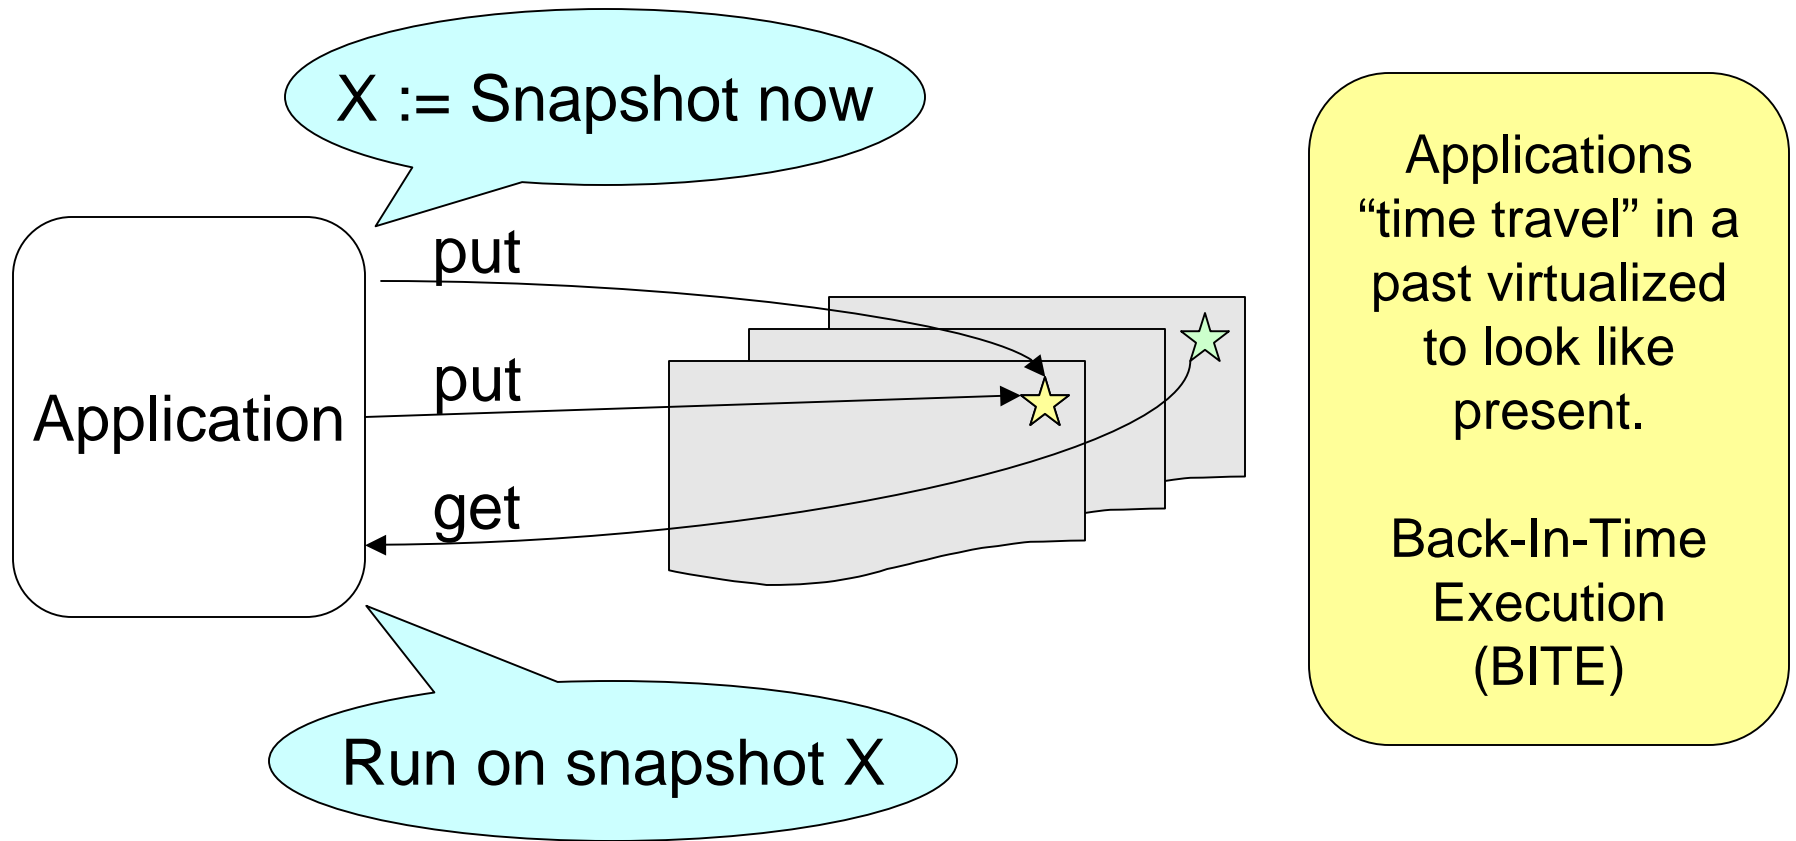 X := Snapshot now
put
put
Application
get
Run on snapshot X
Applications
“time travel” in a
past virtualized
to look like
present.
Back-In-Time
Execution
(BITE)